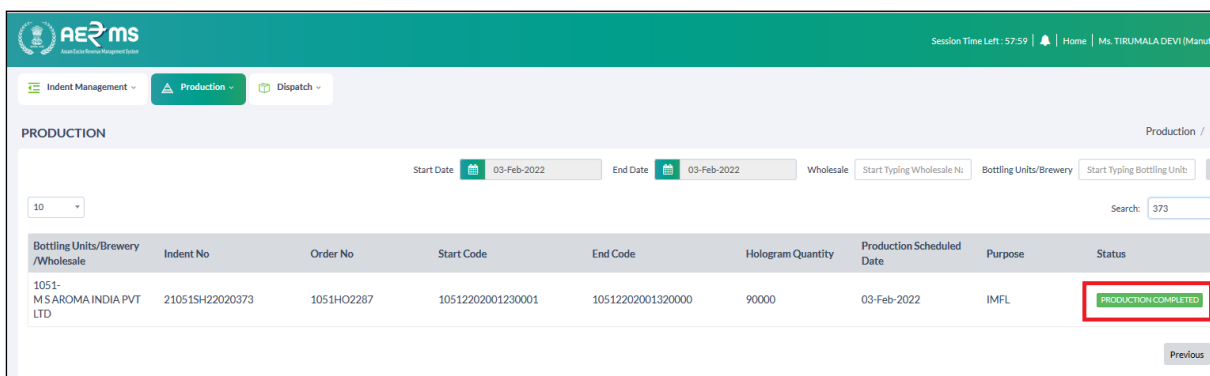 AERMS
Assam Excise Revenue Management System
Session Time Left : 57:59 | Home | Ms. TIRUMALA DEVI (Manuf
Indent Management
Production
Dispatch
PRODUCTION
Production /
Start Date 03-Feb-2022 End Date 03-Feb-2022 Wholesale Start Typing Wholesale Na Bottling Units/Brewery Start Typing Bottling Units
10
Search: 373
Bottling Units/Brewery /Wholesale Indent No Order No Start Code End Code Hologram Quantity Production Scheduled Date Purpose Status
1051-
M S AROMA INDIA PVT LTD 21051SH22020373 1051HO2287 10512202001230001 10512202001320000 90000 03-Feb-2022 IMFL PRODUCTION COMPLETED
Previous